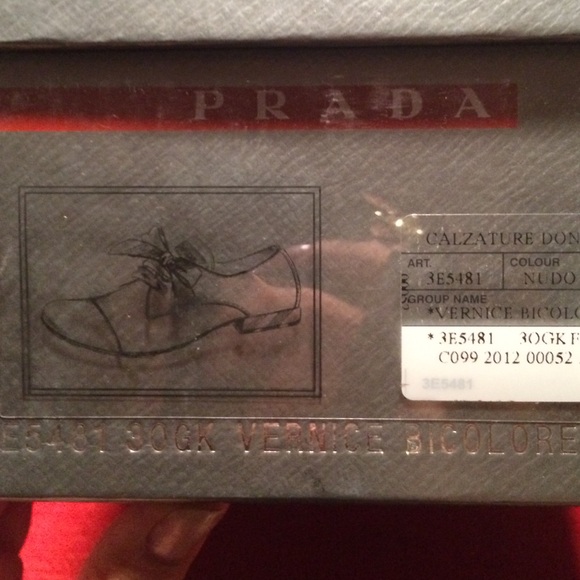 PRADA
CALZATURE DON
ART. COLOUR
3E5481 NUDO
GROUP NAME
*VERNICE BICOLO
*3E5481 3OGK F
C099 2012 00052
3E5481
E5481 3OGK VERNICE BICOLORE